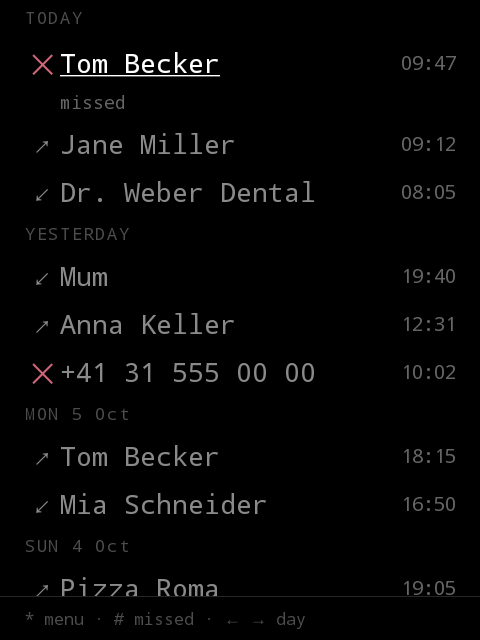 TODAY
Tom Becker 09:47
missed
↗ Jane Miller 09:12
↙ Dr. Weber Dental 08:05
YESTERDAY
↙ Mum 19:40
↗ Anna Keller 12:31
+41 31 555 00 00 10:02
MON 5 Oct
↗ Tom Becker 18:15
↙ Mia Schneider 16:50
SUN 4 Oct
↗ Pizza Roma 19:05
* menu · # missed · ← → day